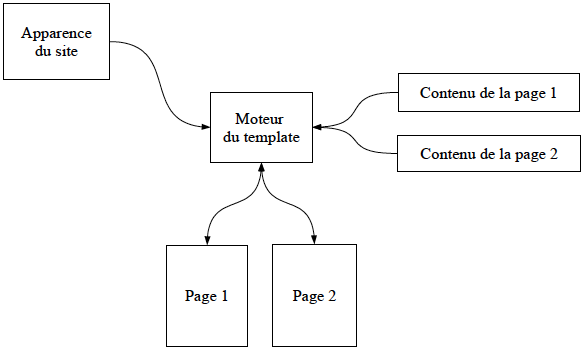 Apparence
du site
Moteur
du template
Contenu de la page 1
Contenu de la page 2
Page 1
Page 2